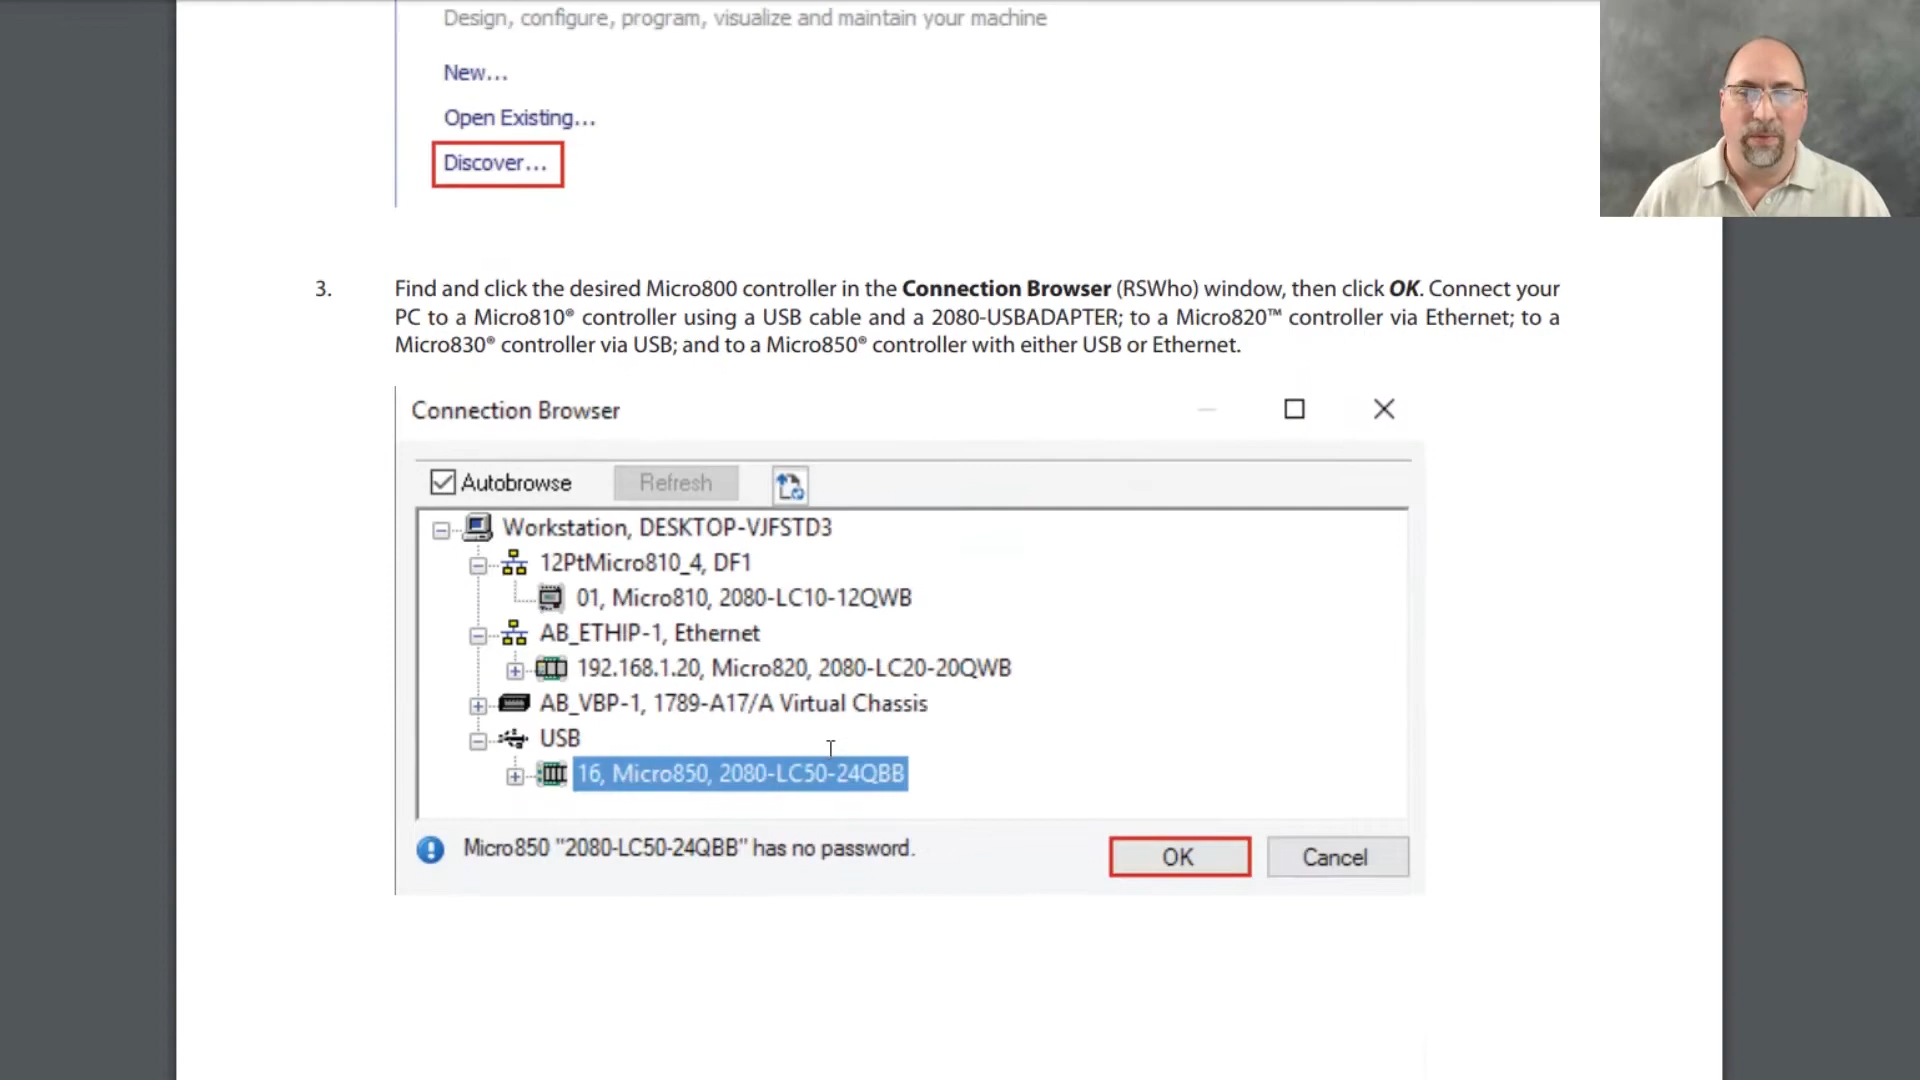 Design, configure, program, visualize and maintain your machine
New...
Open Existing...
Discover...
3. Find and click the desired Micro800 controller in the Connection Browser (RSWho) window, then click OK. Connect your
PC to a Micro810® controller using a USB cable and a 2080-USBADAPTER; to a Micro820™ controller via Ethernet; to a
Micro830® controller via USB; and to a Micro850® controller with either USB or Ethernet.
Connection Browser
Autobrowse Refresh
Workstation, DESKTOP-VJFSTD3
12PtMicro810_4, DF1
01, Micro810, 2080-LC10-12QWB
AB_ETHIP-1, Ethernet
192.168.1.20, Micro820, 2080-LC20-20QWB
AB_VBP-1, 1789-A17/A Virtual Chassis
USB
16, Micro850, 2080-LC50-24QBB
Micro850 "2080-LC50-24QBB" has no password.
OK Cancel